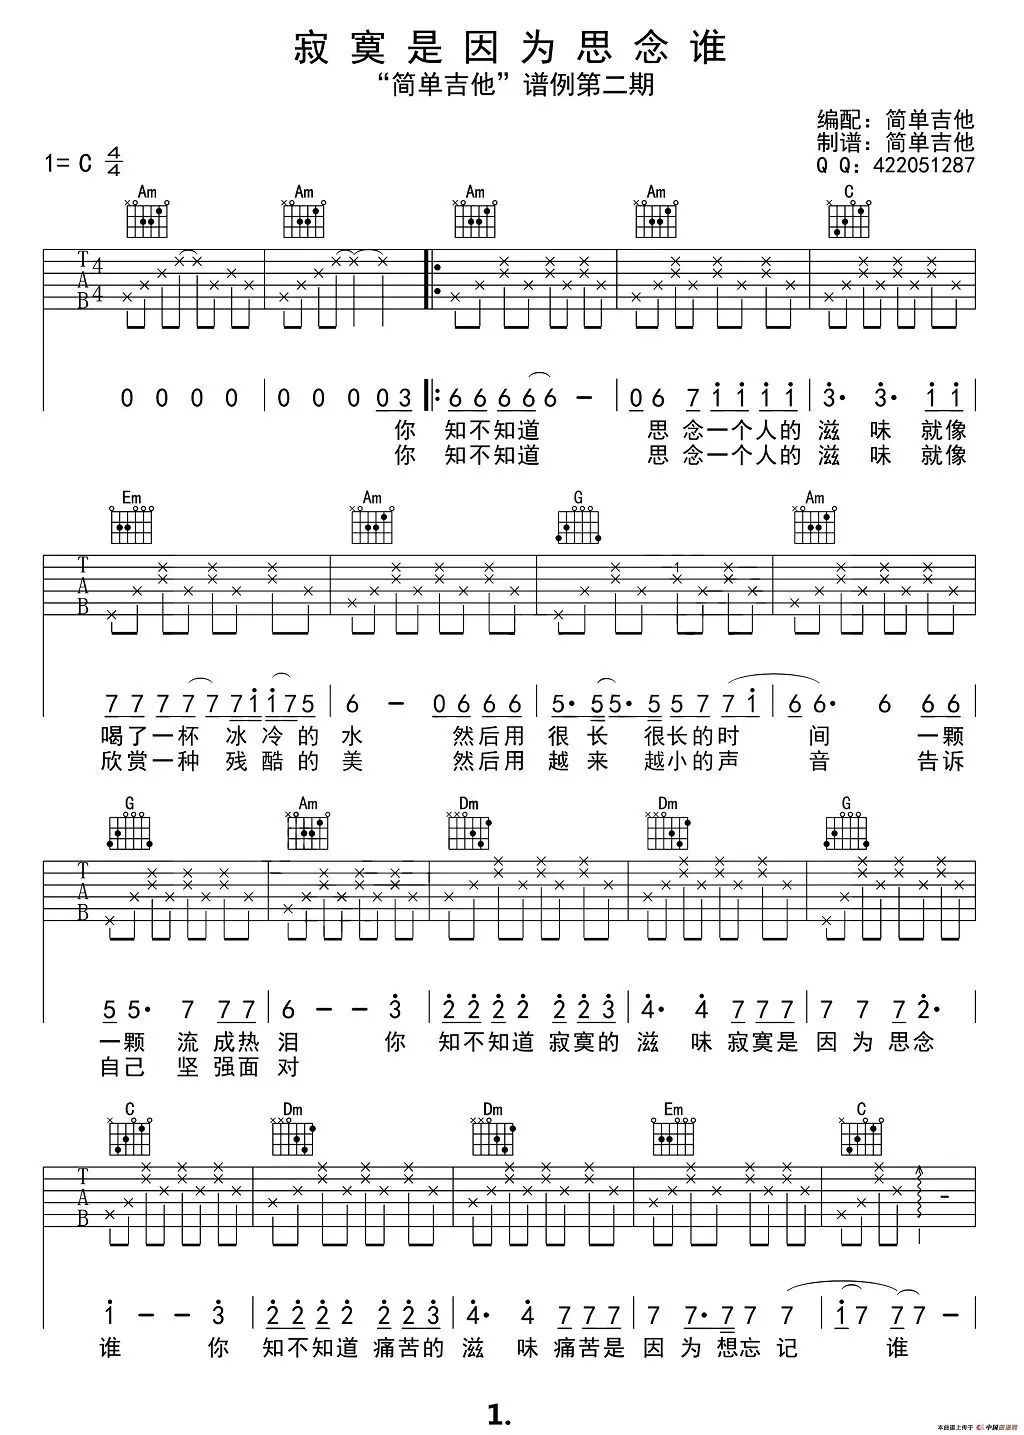 寂寞是因为思念谁
“简单吉他”谱例第二期
编配：简单吉他
制谱：简单吉他
Q Q：422051287
1= C 4/4
Am Am Am Am C
T A B 4 4
0 0 0 0 0 0 0 0 3 6 6 6 6 6 - 0 6 7 1 1 1 1 3· 3· 1 1
你 知不知道 思 念一个人的 滋 味 就像
你 知不知道 思 念一个人的 滋 味 就像
Em Am G Am
T A B 1
7 7 7 7 7 7 1 1 7 5 6 - 0 6 6 6 5· 5 5· 5 5 7 7 1 6 6· 6 6 6
喝了一杯 冰 冷 的 水 然后用 很 长 很长的时 间 一颗
欣赏一种 残 酷 的 美 然后用 越 来 越小的声 音 告诉
G Am Dm Dm G
T A B
5 5· 7 7 7 6 - - 3 2 2 2 2 2 2 3 4· 4 7 7 7 7 7 7 2·
一颗 流 成热 泪 你 知不知道 寂寞的 滋 味 寂寞是 因 为 思念
自己 坚 强面 对
C Dm Dm Em C
T A B -
1 - - 3 2 2 2 2 2 2 3 4· 4 7 7 7 7 7· 7 7 7 1 7 7 7 -
谁 你 知不知道 痛苦的 滋 味 痛苦是 因 为 想忘 记 谁
1.
本曲谱上传于 中国曲谱网